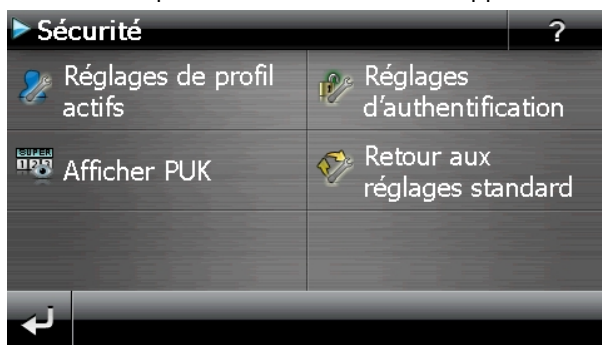 Sécurité
?
Réglages de profil
actifs
Réglages
d'authentification
SUPER
123
Afficher PUK
Retour aux
réglages standard